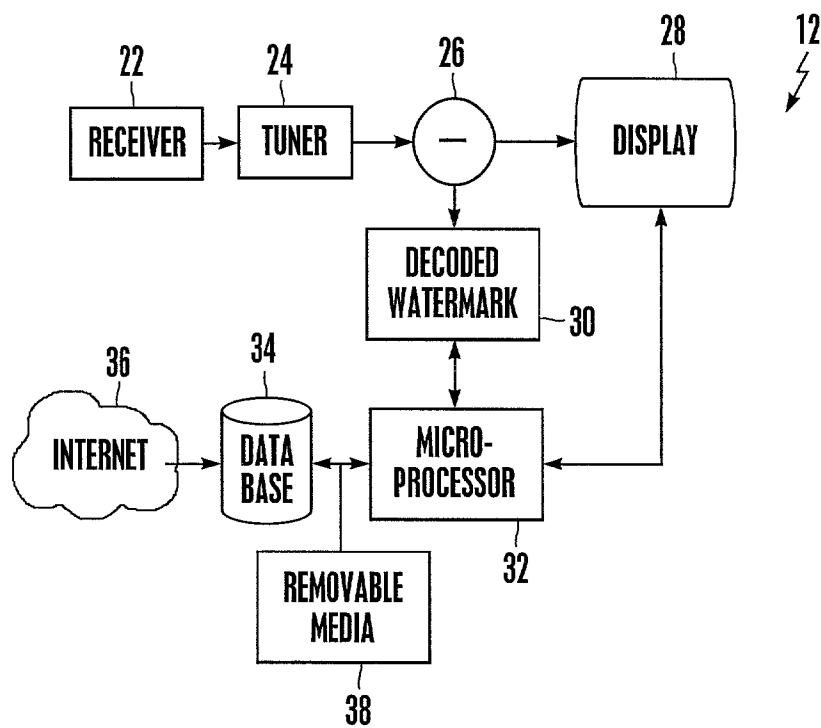 12
22
24
26
28
RECEIVER
TUNER
—
DISPLAY
DECODED
WATERMARK
30
36
34
INTERNET
DATA
BASE
MICRO-
PROCESSOR
32
REMOVABLE
MEDIA
38